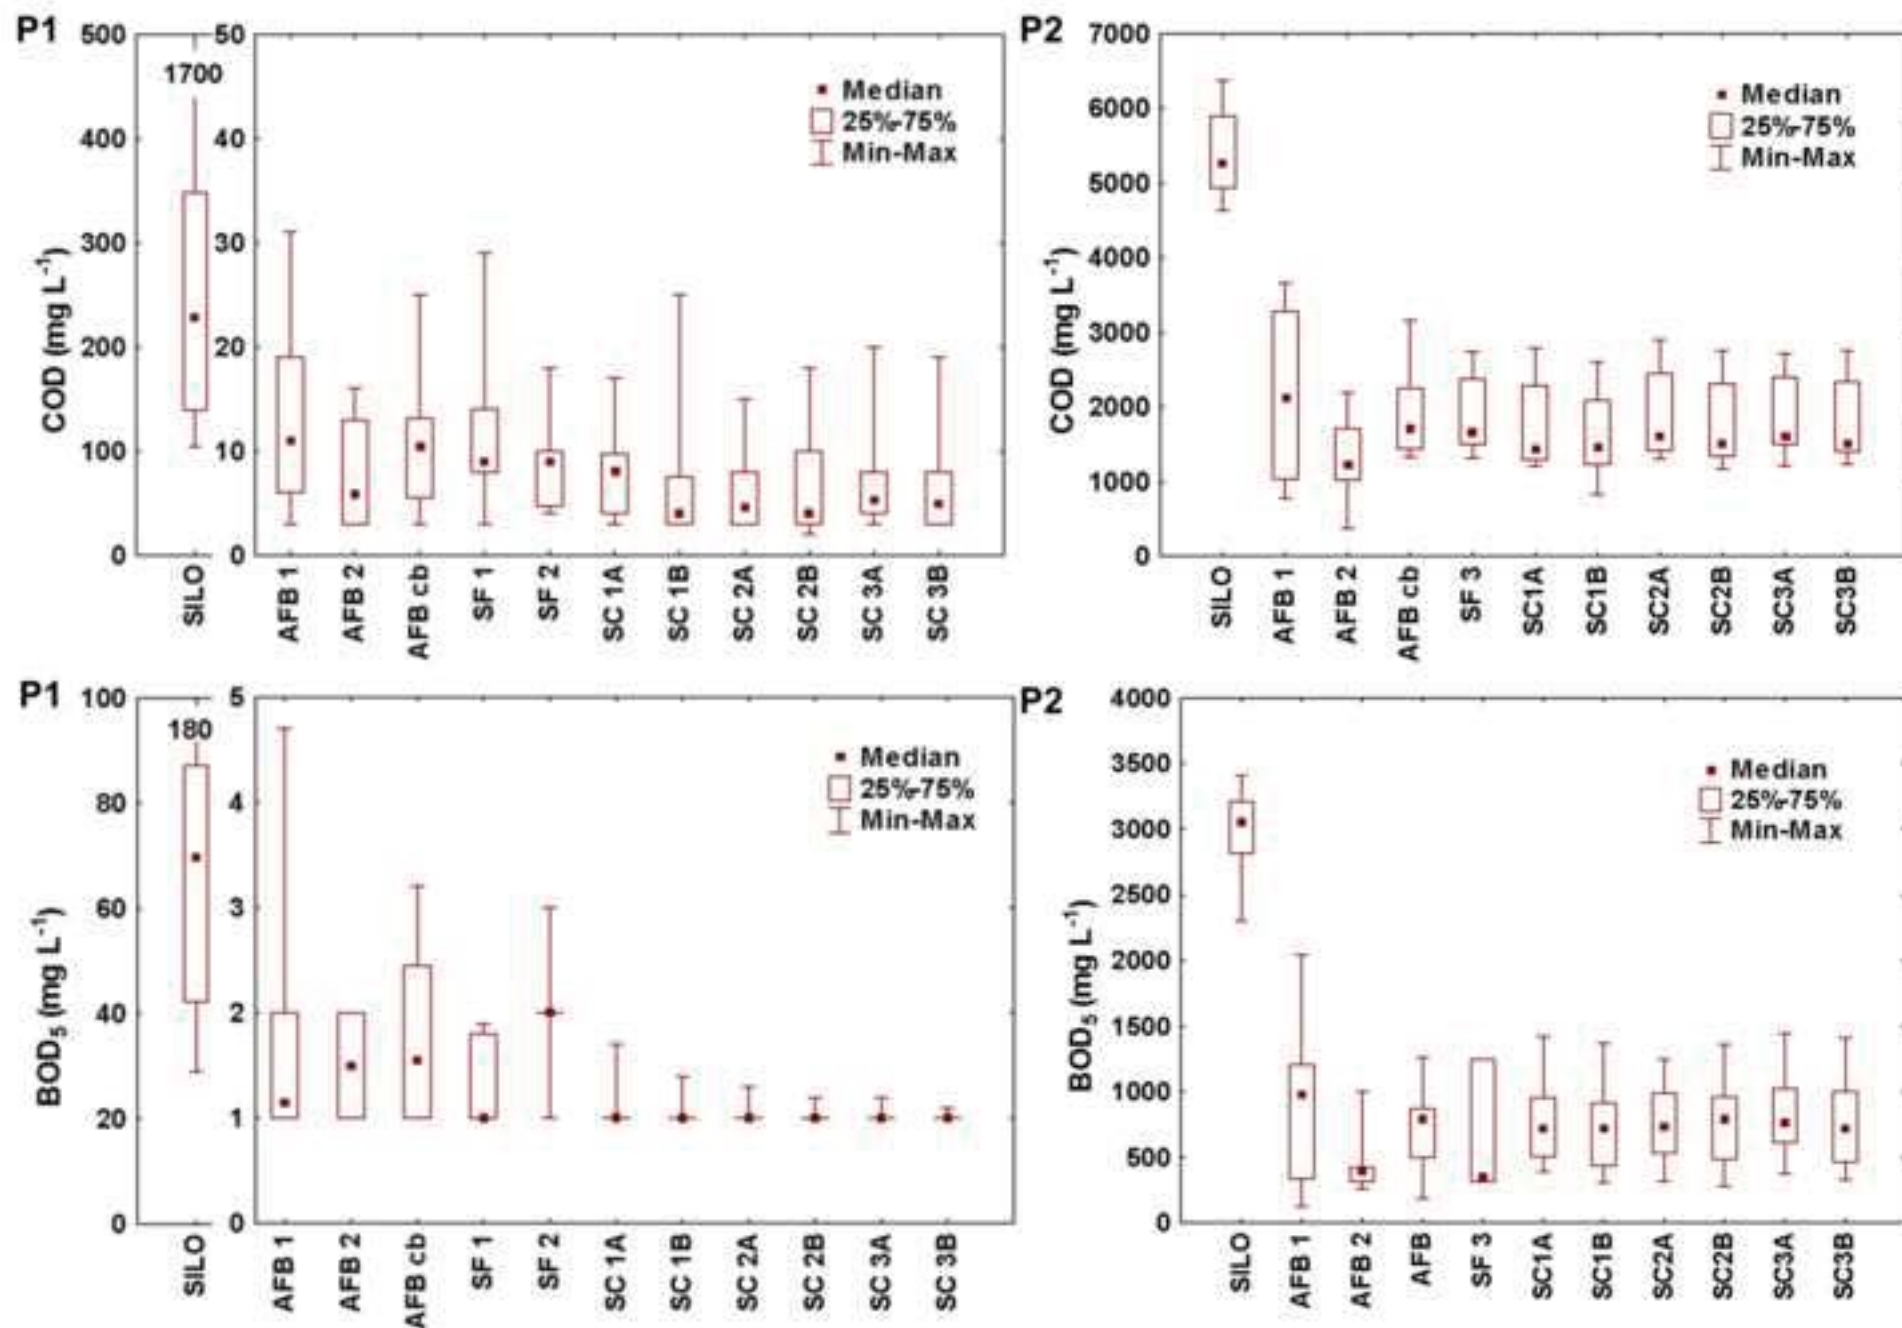 P1
COD (mg L-1)
500
400
300
200
100
0
1700
50
40
30
20
10
0
Median
25%-75%
Min-Max
SILO
AFB 1
AFB 2
AFB cb
SF 1
SF 2
SC 1A
SC 1B
SC 2A
SC 2B
SC 3A
SC 3B
P2
COD (mg L-1)
7000
6000
5000
4000
3000
2000
1000
0
Median
25%-75%
Min-Max
SILO
AFB 1
AFB 2
AFB cb
SF 3
SC1A
SC1B
SC2A
SC2B
SC3A
SC3B
P1
BOD5 (mg L-1)
100
80
60
40
20
0
180
5
4
3
2
1
0
Median
25%-75%
Min-Max
SILO
AFB 1
AFB 2
AFB cb
SF 1
SF 2
SC 1A
SC 1B
SC 2A
SC 2B
SC 3A
SC 3B
P2
BOD5 (mg L-1)
4000
3500
3000
2500
2000
1500
1000
500
0
Median
25%-75%
Min-Max
SILO
AFB 1
AFB 2
AFB
SF 3
SC1A
SC1B
SC2A
SC2B
SC3A
SC3B